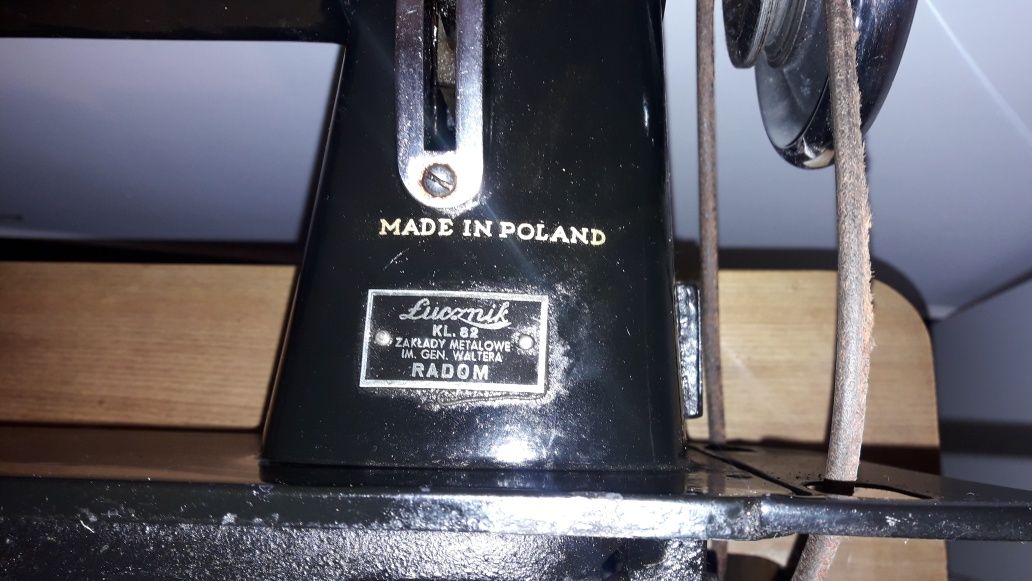 MADE IN POLAND
Łucznik
KL. 82
ZAKŁADY METALOWE
IM. GEN. WALTERA
RADOM